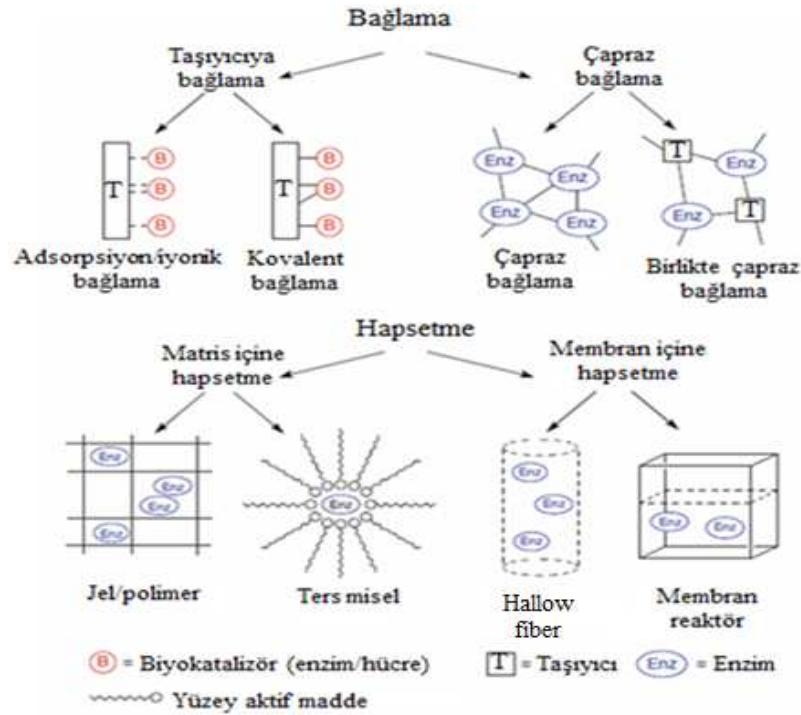 Bağlama
Taşıyıcıya
bağlama
Çapraz
bağlama
T
B
B
B
T
B
B
B
Enz
Enz
Enz
Enz
T
Enz
Enz
T
Adsorpsiyon/iyonik
bağlama
Kovalent
bağlama
Çapraz
bağlama
Birlikte çapraz
bağlama
Hapsetme
Matris içine
hapsetme
Membran içine
hapsetme
Enz
Enz
Enz
Enz
Enz
Enz
Enz
Enz
Enz
Enz
Jel/polimer
Ters misel
Hallow
fiber
Membran
reaktör
B = Biyokatalizör (enzim/hücre)
T = Taşıyıcı
Enz = Enzim
= Yüzey aktif madde